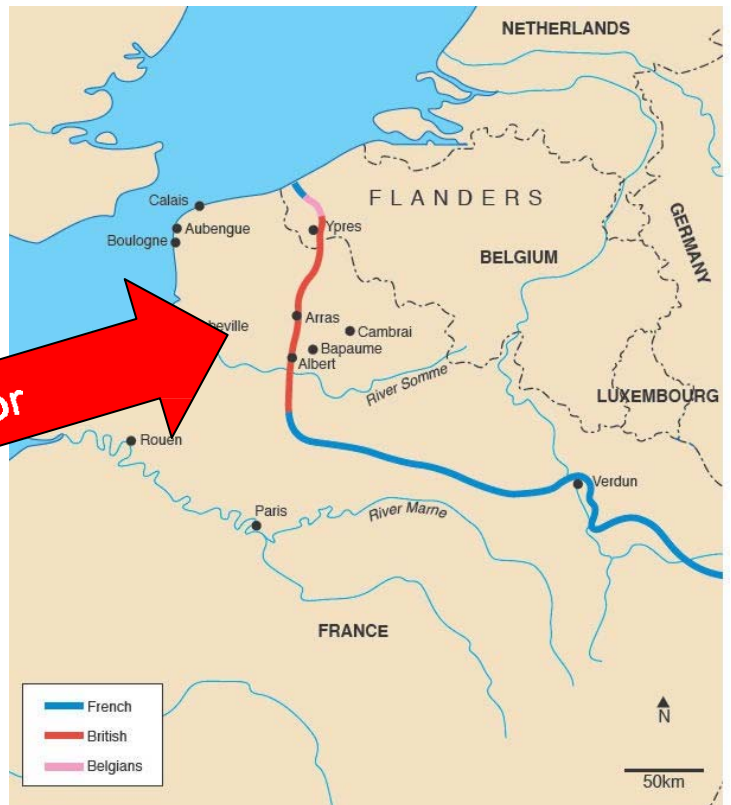 NETHERLANDS
FLANDERS
Calais
Aubengue
Boulogne
Ypres
GERMANY
BELGIUM
Arras
Cambrai
Bapaume
Albert
River Somme
LUXEMBOURG
Rouen
Verdun
Paris
River Marne
FRANCE
French
British
Belgians
N
50km